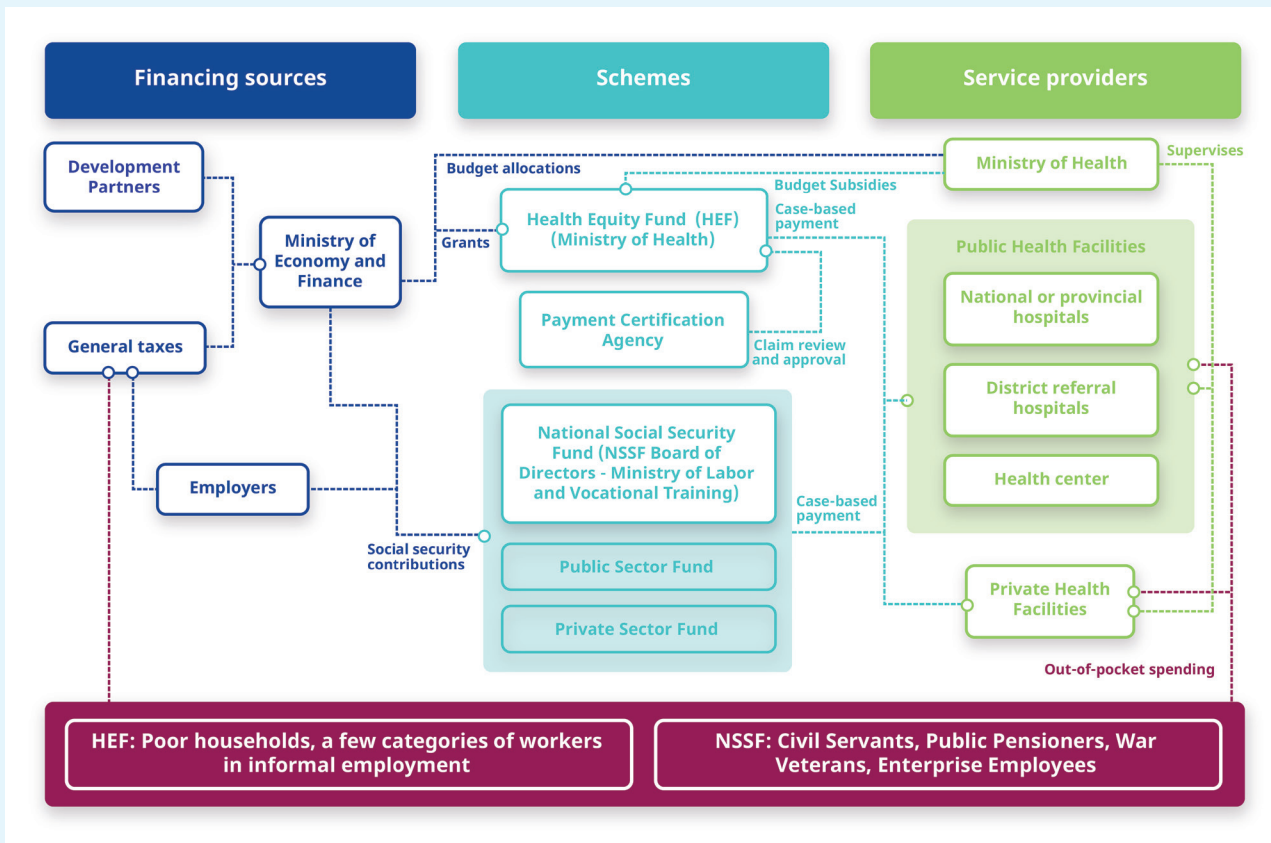 Financing sources
Schemes
Service providers
Development
Partners
Ministry of
Economy and
Finance
General taxes
Employers
Budget allocations
Grants
Social security
contributions
Health Equity Fund (HEF)
(Ministry of Health)
Budget Subsidies
Case-based
payment
Payment Certification
Agency
Claim review
and approval
National Social Security
Fund (NSSF Board of
Directors - Ministry of Labor
and Vocational Training)
Public Sector Fund
Private Sector Fund
Case-based
payment
Ministry of Health
Supervises
Public Health Facilities
National or provincial
hospitals
District referral
hospitals
Health center
Private Health
Facilities
Out-of-pocket spending
HEF: Poor households, a few categories of workers
in informal employment
NSSF: Civil Servants, Public Pensioners, War
Veterans, Enterprise Employees